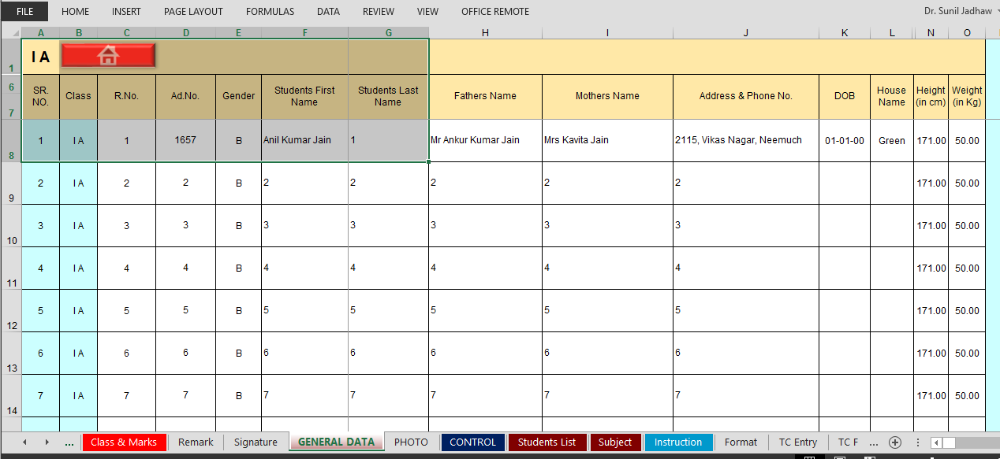 FILE HOME INSERT PAGE LAYOUT FORMULAS DATA REVIEW VIEW OFFICE REMOTE Dr. Sunil Jadhaw
A B C D E F G H I J K L N O
1 I A
6 7 SR. NO. Class R.No. Ad.No. Gender Students First Name Students Last Name Fathers Name Mothers Name Address & Phone No. DOB House Name Height (in cm) Weight (in Kg)
8 1 I A 1 1657 B Anil Kumar Jain 1 Mr Ankur Kumar Jain Mrs Kavita Jain 2115, Vikas Nagar, Neemuch 01-01-00 Green 171.00 50.00
9 2 I A 2 2 B 2 2 2 2 2 171.00 50.00
10 3 I A 3 3 B 3 3 3 3 3 171.00 50.00
11 4 I A 4 4 B 4 4 4 4 4 171.00 50.00
12 5 I A 5 5 B 5 5 5 5 5 171.00 50.00
13 6 I A 6 6 B 6 6 6 6 6 171.00 50.00
14 7 I A 7 7 B 7 7 7 7 7 171.00 50.00
... Class & Marks Remark Signature GENERAL DATA PHOTO CONTROL Students List Subject Instruction Format TC Entry TC F ...